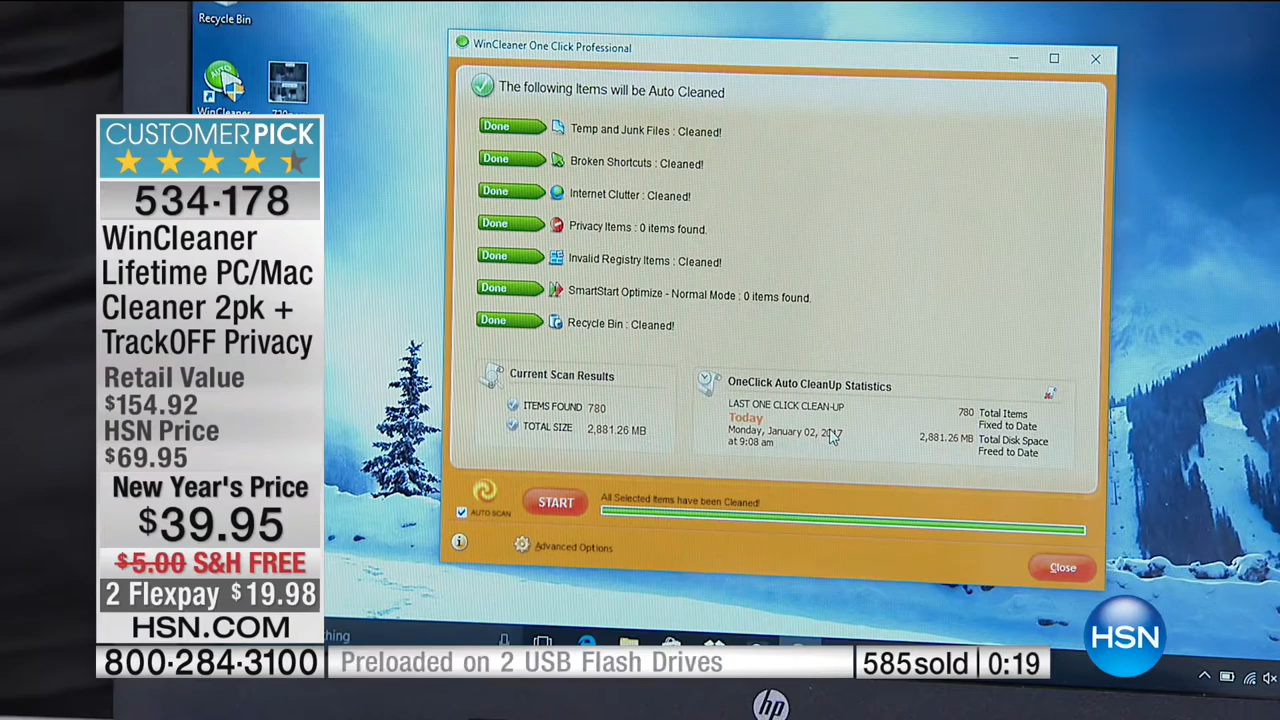 Recycle Bin
WinCleaner
CUSTOMER PICK
534·178
WinCleaner
Lifetime PC/Mac
Cleaner 2pk +
TrackOFF Privacy
Retail Value
$154.92
HSN Price
$69.95
New Year's Price
$39.95
$5.00 S&H FREE
2 Flexpay $19.98
HSN.COM
800·284·3100
Preloaded on 2 USB Flash Drives
585sold
0:19
HSN
WinCleaner One Click Professional
The following Items will be Auto Cleaned
Done Temp and Junk Files : Cleaned!
Done Broken Shortcuts : Cleaned!
Done Internet Clutter : Cleaned!
Done Privacy Items : 0 items found.
Done Invalid Registry Items : Cleaned!
Done SmartStart Optimize - Normal Mode : 0 items found.
Done Recycle Bin : Cleaned!
Current Scan Results
ITEMS FOUND 780
TOTAL SIZE 2,881.26 MB
OneClick Auto CleanUp Statistics
LAST ONE CLICK CLEAN-UP
Today
Monday, January 02, 2017
at 9:08 am
780 Total Items
Fixed to Date
2,881.26 MB Total Disk Space
Freed to Date
AUTO SCAN
START
All Selected Items have been Cleaned!
Advanced Options
Close
hp